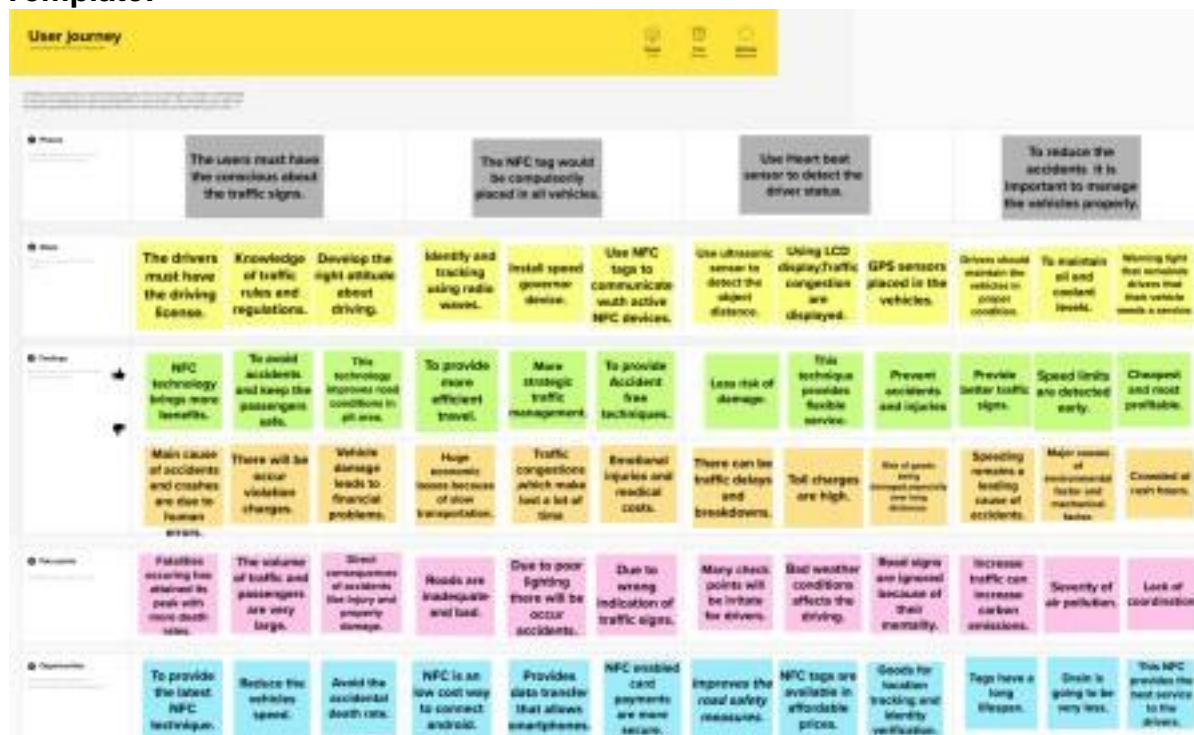 Template:
User journey
Phases
The users must have
the conscious about
the traffic signs.
The NFC tag would
be compulsorily
placed in all vehicles.
Use Heart beat
sensor to detect the
driver status.
To reduce the
accidents it is
important to manage
the vehicles properly.
Steps
The drivers
must have
the driving
license.
Knowledge
of traffic
rules and
regulations.
Develop the
right attitude
about
driving.
Identify and
tracking
using radio
waves.
Install speed
governor
device.
Use NFC
tags to
communicate
wuth active
NFC devices.
Use ultrasonic
sensor to
detect the
object
distance.
Using LCD
display,Traffic
congestion
are
displayed.
GPS sensors
placed in the
vehicles.
Drivers should
maintain the
vehicles in
proper
condition.
To maintain
oil and
coolant
levels.
Warning light
that reminds
drivers that
their vehicle
needs a service
Feelings
NFC
technology
brings more
benefits.
To avoid
accidents
and keep the
passengers
safe.
This
technology
improves road
conditions in
all area.
To provide
more
efficient
travel.
More
strategic
traffic
management.
To provide
Accident
free
techniques.
Less risk of
damage.
This
technique
provides
flexible
service.
Prevent
accidents
and injuries
Provide
better traffic
signs.
Speed limits
are detected
early.
Cheapest
and most
profitable.
Main cause
of accidents
and crashes
are due to
human
errors.
There will be
occur
violation
charges.
Vehicle
damage
leads to
financial
problems.
Huge
economic
losses because
of slow
transportation.
Traffic
congestions
which make
lost a lot of
time
Emotional
injuries and
medical
costs.
There can be
traffic delays
and
breakdowns.
Toll charges
are high.
Risk of goods
being
damaged especially
over long
distances
Speeding
remains a
leading
cause of
accidents.
Major causes
of
environmental
factor and
mechanical
factor.
Crowded at
rush hours.
Pain points
Fatalities
occuring has
attained its
peak with
more death
rates.
The volume
of traffic and
passengers
are very
large.
Direct
consequences
of accidents
like injury and
property
damage.
Roads are
inadequate
and bad.
Due to poor
lighting
there will be
occur
accidents.
Due to
wrong
indication of
traffic signs.
Many check
points will
be irritate
for drivers.
Bad weather
conditions
affects the
driving.
Road signs
are ignored
because of
their
mentality.
Increase
traffic can
increase
carbon
emissions.
Severity of
air pollution.
Lack of
coordination
Opportunities
To provide
the latest
NFC
technique.
Reduce the
vehicles
speed.
Avoid the
accidental
death rate.
NFC is an
low cost way
to connect
android.
Provides
data transfer
that allows
smartphones.
NFC enabled
card
payments
are more
secure.
improves the
road safety
measures.
NFC tags are
available in
affordable
prices.
Goods for
location
tracking and
identity
verification.
Tags have a
long
lifespan.
Drain is
going to be
very less.
This NFC
provides the
best service
to the
drivers.